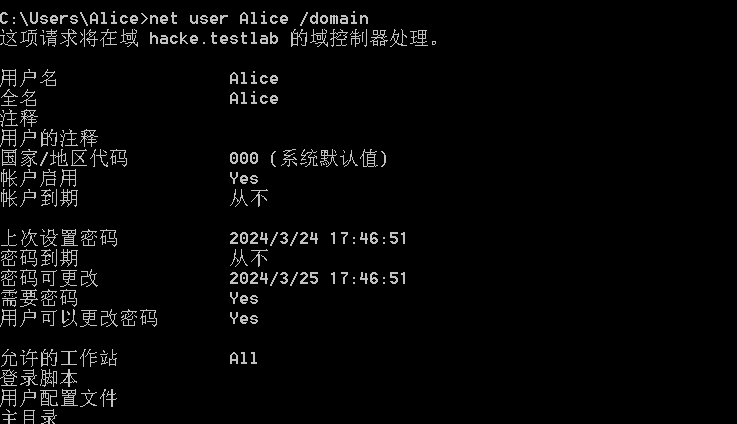 C:\Users\Alice>net user Alice /domain
这项请求将在域 hacke.testlab 的域控制器处理。
用户名 Alice
全名 Alice
注释
用户的注释
国家/地区代码 000 (系统默认值)
帐户启用 Yes
帐户到期 从不
上次设置密码 2024/3/24 17:46:51
密码到期 从不
密码可更改 2024/3/25 17:46:51
需要密码 Yes
用户可以更改密码 Yes
允许的工作站 All
登录脚本
用户配置文件
主目录